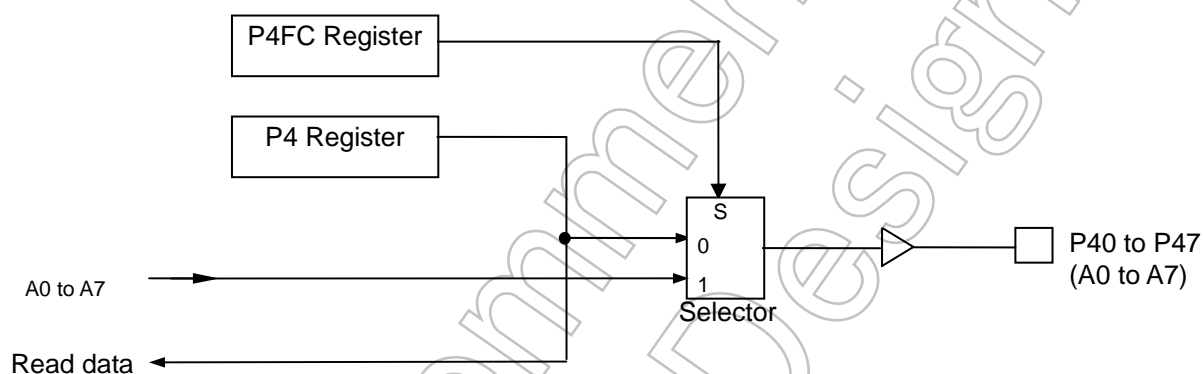 P4FC Register
P4 Register
S
0
1
Selector
P40 to P47
(A0 to A7)
A0 to A7
Read data